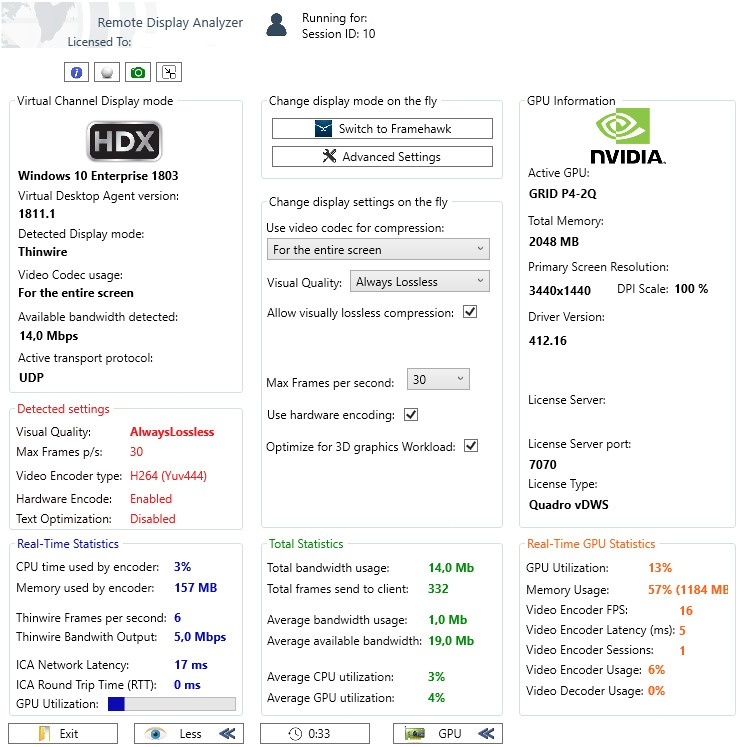 Remote Display Analyzer
Licensed To:
Running for:
Session ID: 10
Virtual Channel Display mode
HDX
Windows 10 Enterprise 1803
Virtual Desktop Agent version:
1811.1
Detected Display mode:
Thinwire
Video Codec usage:
For the entire screen
Available bandwidth detected:
14,0 Mbps
Active transport protocol:
UDP
Detected settings
Visual Quality: AlwaysLossless
Max Frames p/s: 30
Video Encoder type: H264 (Yuv444)
Hardware Encode: Enabled
Text Optimization: Disabled
Real-Time Statistics
CPU time used by encoder: 3%
Memory used by encoder: 157 MB
Thinwire Frames per second: 6
Thinwire Bandwith Output: 5,0 Mbps
ICA Network Latency: 17 ms
ICA Round Trip Time (RTT): 0 ms
GPU Utilization:
Change display mode on the fly
Switch to Framehawk
Advanced Settings
Change display settings on the fly
Use video codec for compression:
For the entire screen
Visual Quality: Always Lossless
Allow visually lossless compression:
Max Frames per second: 30
Use hardware encoding:
Optimize for 3D graphics Workload:
Total Statistics
Total bandwidth usage: 14,0 Mb
Total frames send to client: 332
Average bandwidth usage: 1,0 Mb
Average available bandwidth: 19,0 Mb
Average CPU utilization: 3%
Average GPU utilization: 4%
GPU Information
NVIDIA.
Active GPU:
GRID P4-2Q
Total Memory:
2048 MB
Primary Screen Resolution:
3440x1440 DPI Scale: 100 %
Driver Version:
412.16
License Server:
License Server port:
7070
License Type:
Quadro vDWS
Real-Time GPU Statistics
GPU Utilization: 13%
Memory Usage: 57% (1184 MB
Video Encoder FPS: 16
Video Encoder Latency (ms): 5
Video Encoder Sessions: 1
Video Encoder Usage: 6%
Video Decoder Usage: 0%
Exit
Less
0:33
GPU